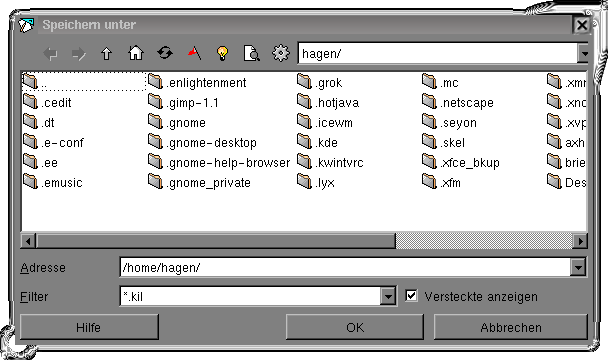 Speichern unter
hagen/
.. .enlightenment .grok .mc .xmm
.cedit .gimp-1.1 .hotjava .netscape .xnc
.dt .gnome .icewm .seyon .xvp
.e-conf .gnome-desktop .kde .skel axh
.ee .gnome-help-browser .kwintvrc .xfce_bkup brie
.emusic .gnome_private .lyx .xfm Des
Adresse /home/hagen/
Filter *.kil Versteckte anzeigen
Hilfe OK Abbrechen